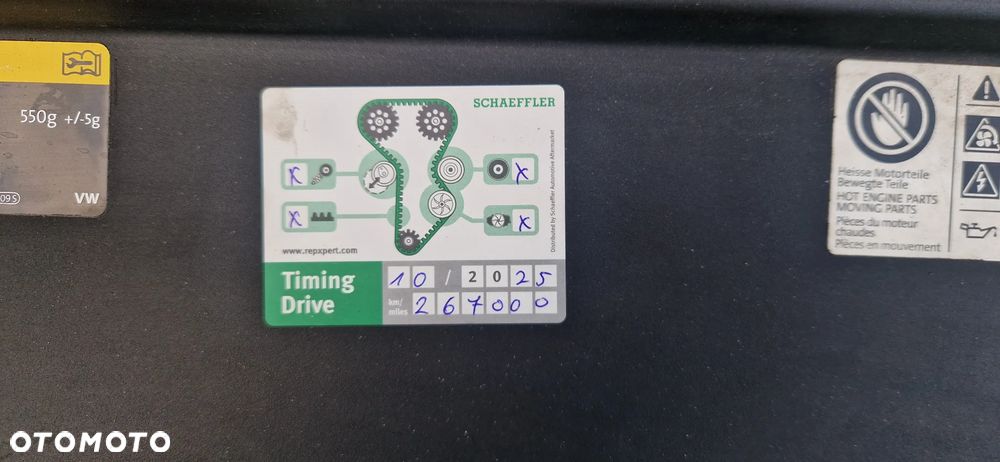 550g +/-5g
09 S
VW
SCHAEFFLER
X
X
X
X
Distributed by Schaeffler Automotive Aftermarket
www.repxpert.com
Timing
Drive
10 / 2025
km/
miles
267000
Heisse Motorteile
Bewegte Teile
HOT ENGINE PARTS
MOVING PARTS
Pièces du moteur
chaudes
Pièces en mouvement
OTOMOTO